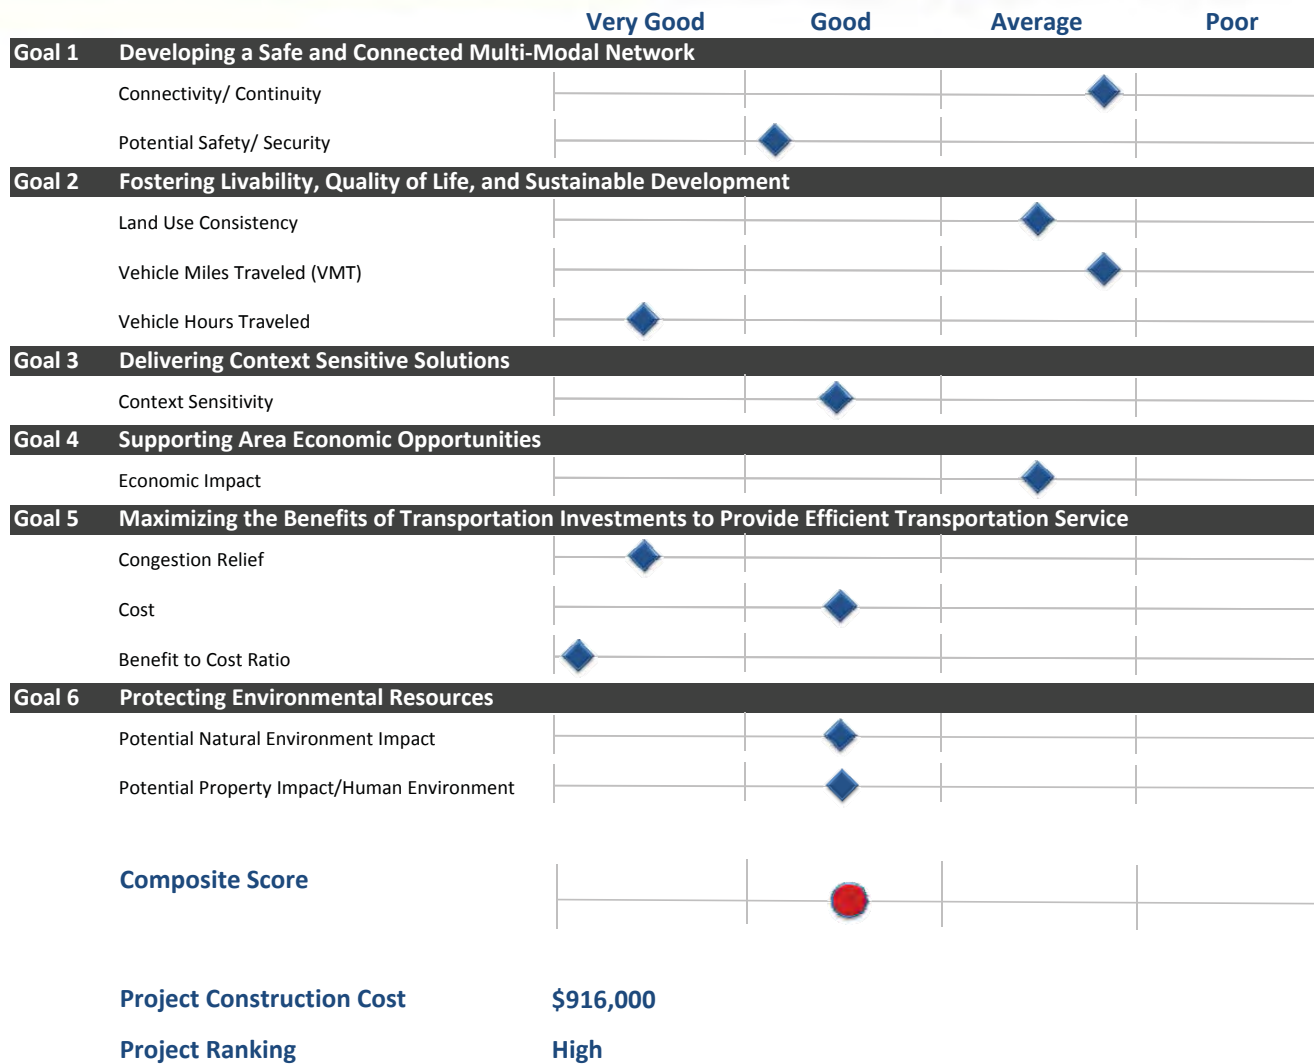 Very Good Good Average Poor
Goal 1 Developing a Safe and Connected Multi-Modal Network
Connectivity/ Continuity
Potential Safety/ Security
Goal 2 Fostering Livability, Quality of Life, and Sustainable Development
Land Use Consistency
Vehicle Miles Traveled (VMT)
Vehicle Hours Traveled
Goal 3 Delivering Context Sensitive Solutions
Context Sensitivity
Goal 4 Supporting Area Economic Opportunities
Economic Impact
Goal 5 Maximizing the Benefits of Transportation Investments to Provide Efficient Transportation Service
Congestion Relief
Cost
Benefit to Cost Ratio
Goal 6 Protecting Environmental Resources
Potential Natural Environment Impact
Potential Property Impact/Human Environment
Composite Score
Project Construction Cost $916,000
Project Ranking High